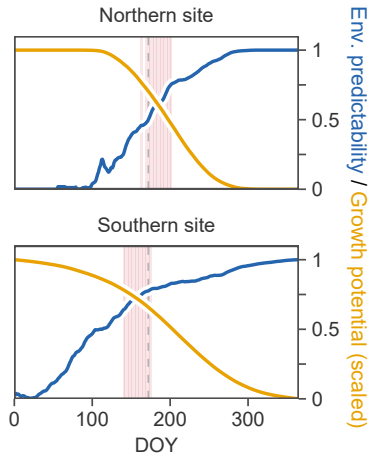 Northern site
1
0.5
0
Southern site
1
0.5
0
0 100 200 300
DOY
Env. predictability / Growth potential (scaled)